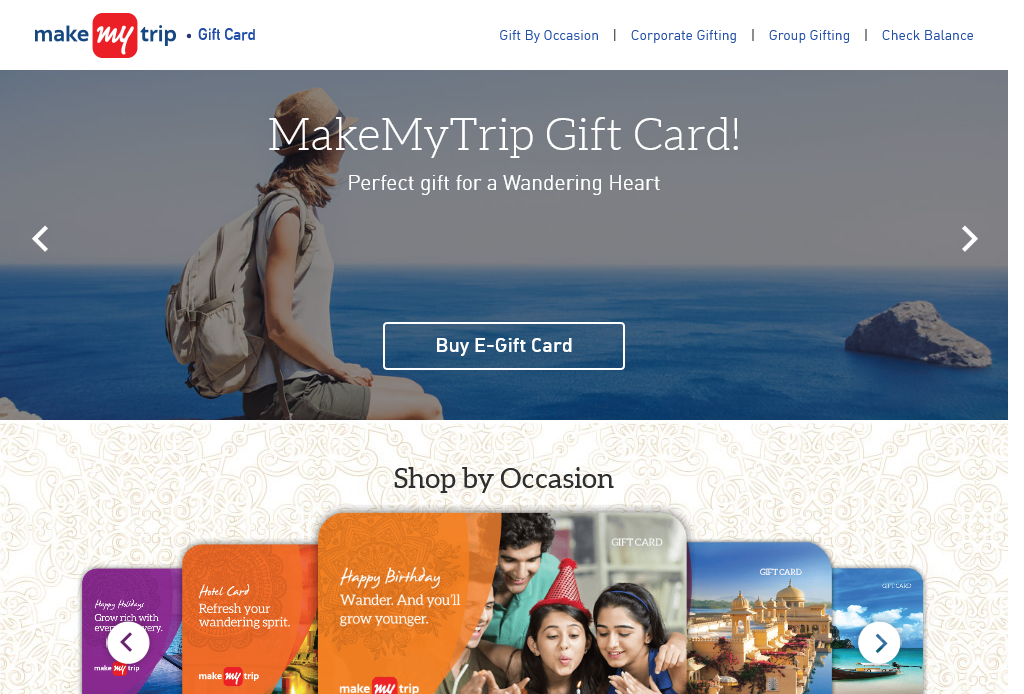 make my trip • Gift Card
Gift By Occasion | Corporate Gifting | Group Gifting | Check Balance
MakeMyTrip Gift Card!
Perfect gift for a Wandering Heart
Buy E-Gift Card
Shop by Occasion
Happy Holidays
Grow rich with
make my trip
Hotel Card
Refresh your
wandering sprit.
make my trip
GIFT CARD
Happy Birthday
Wander. And you'll
grow younger.
make my trip
GIFT CARD
GIFT CARD